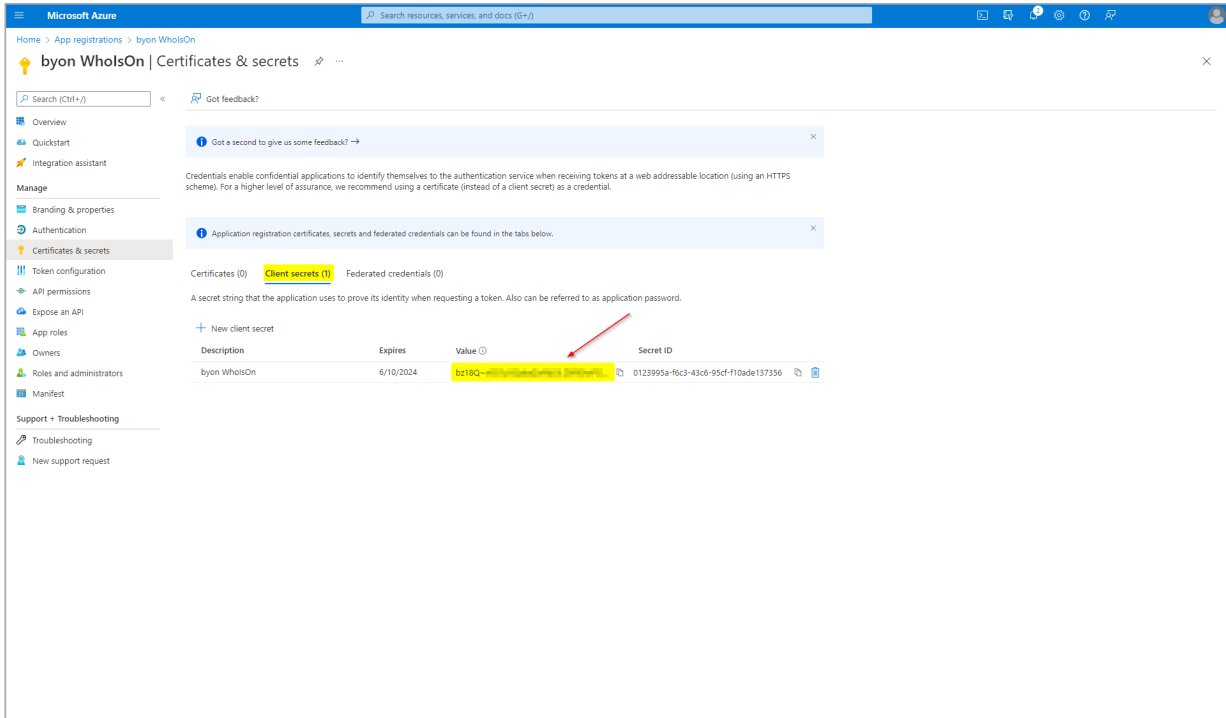 Microsoft Azure
Search resources, services, and docs (G+/)
2
Home > App registrations > byon WhoIsOn
byon WhoIsOn | Certificates & secrets
Search (Ctrl+/)
Got feedback?
Overview
Quickstart
Integration assistant
Manage
Branding & properties
Authentication
Certificates & secrets
Token configuration
API permissions
Expose an API
App roles
Owners
Roles and administrators
Manifest
Support + Troubleshooting
Troubleshooting
New support request
Got a second to give us some feedback? →
Credentials enable confidential applications to identify themselves to the authentication service when receiving tokens at a web addressable location (using an HTTPS
scheme). For a higher level of assurance, we recommend using a certificate (instead of a client secret) as a credential.
Application registration certificates, secrets and federated credentials can be found in the tabs below.
Certificates (0) Client secrets (1) Federated credentials (0)
A secret string that the application uses to prove its identity when requesting a token. Also can be referred to as application password.
+ New client secret
Description Expires Value Secret ID
byon WhoIsOn 6/10/2024 bz18Q~ 0123995a-f6c3-43c6-95cf-f10ade137356